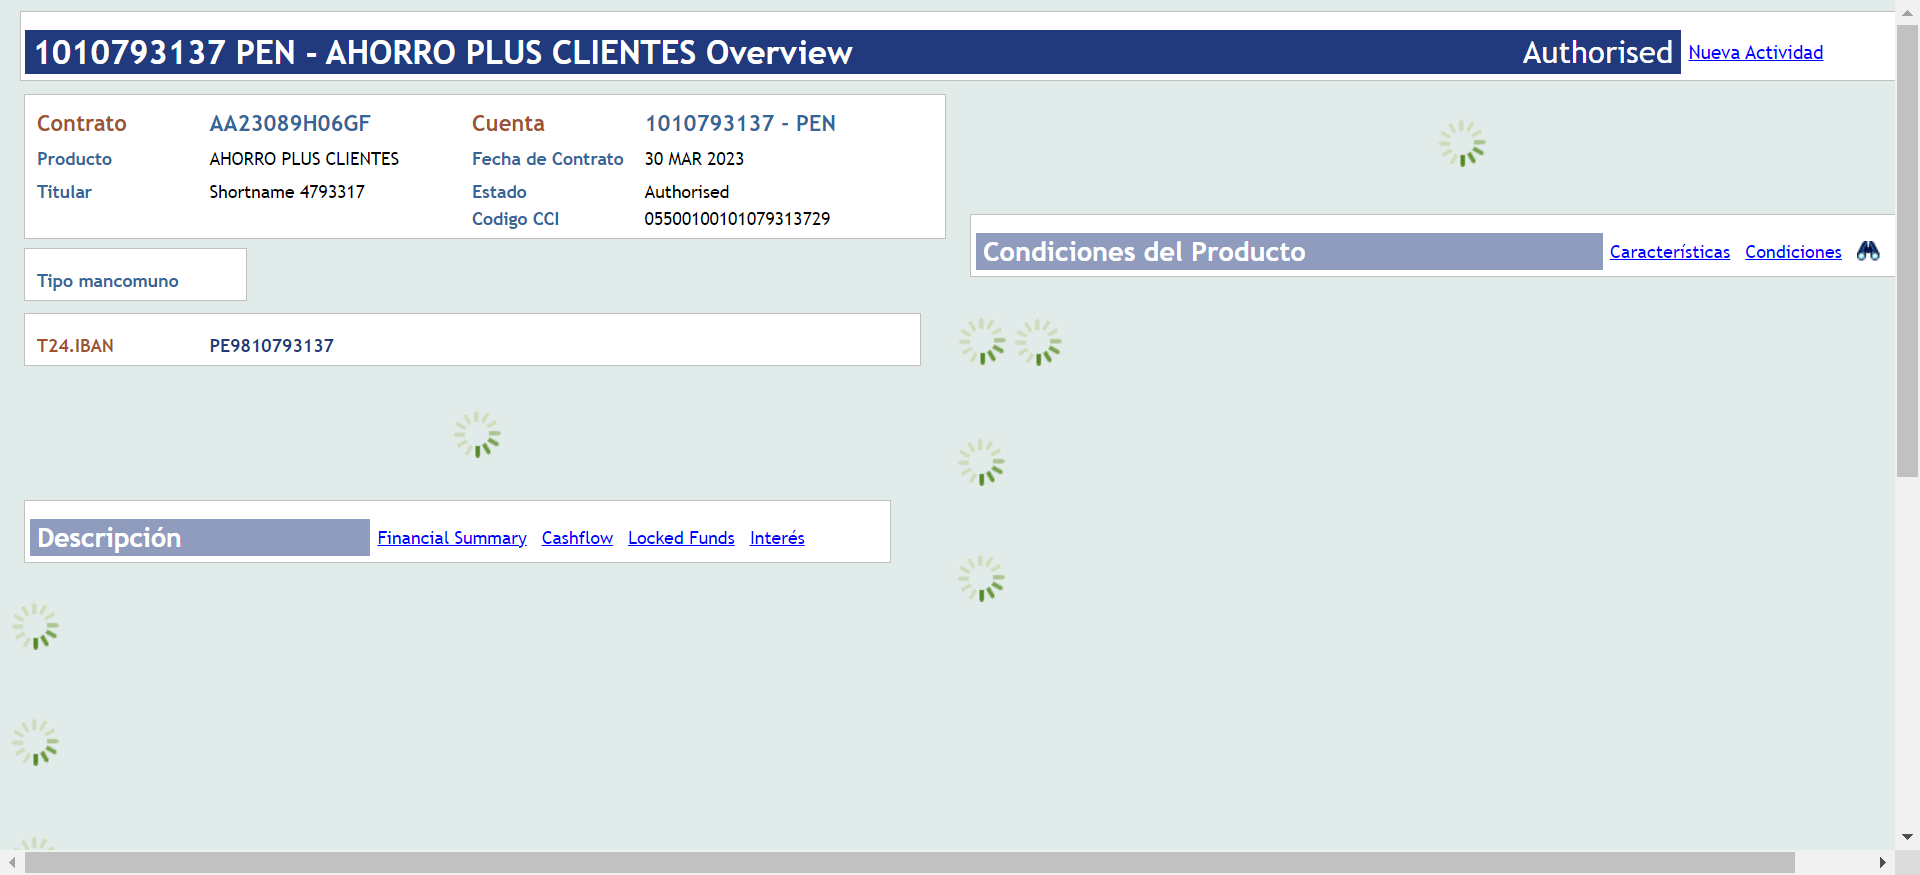 1010793137 PEN - AHORRO PLUS CLIENTES Overview Authorised Nueva Actividad
Contrato AA23089H06GF Cuenta 1010793137 - PEN
Producto AHORRO PLUS CLIENTES Fecha de Contrato 30 MAR 2023
Titular Shortname 4793317 Estado Authorised
Codigo CCI 05500100101079313729
Condiciones del Producto Características Condiciones
Tipo mancomuno
T24.IBAN PE9810793137
Descripción Financial Summary Cashflow Locked Funds Interés